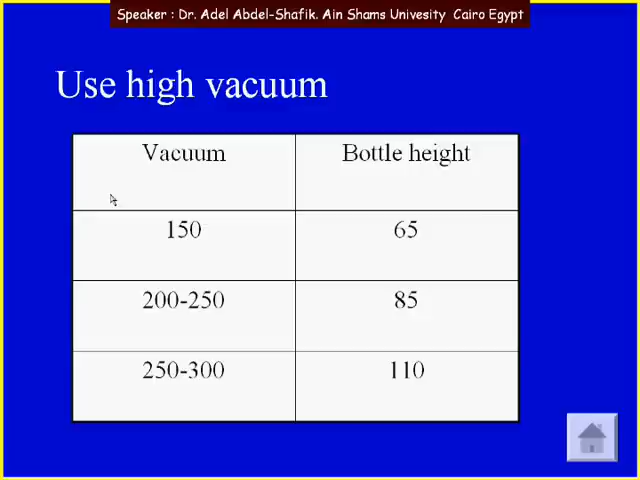 Speaker : Dr. Adel Abdel-Shafik. Ain Shams Univesity Cairo Egypt
Use high vacuum
Vacuum Bottle height
150 65
200-250 85
250-300 110